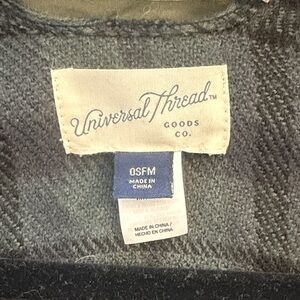 Universal Thread™
GOODS
CO.
OSFM
MADE IN
CHINA
MADE IN CHINA/
HECHO EN CHINA